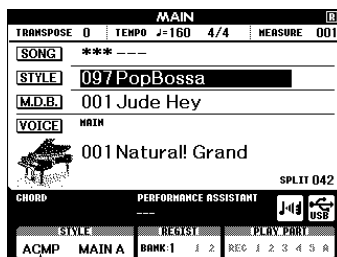 MAIN R
TRANSPOSE 0 TEMPO ♩=160 4/4 MEASURE 001
SONG *** ---
STYLE 097 PopBossa
M.D.B. 001 Jude Hey
VOICE MAIN
001 Natural! Grand
SPLIT 042
CHORD PERFORMANCE ASSISTANT
---
USB
STYLE REGIST PLAY PART
ACMP MAIN A BANK:1 1 2 REC 1 2 3 4 5 A